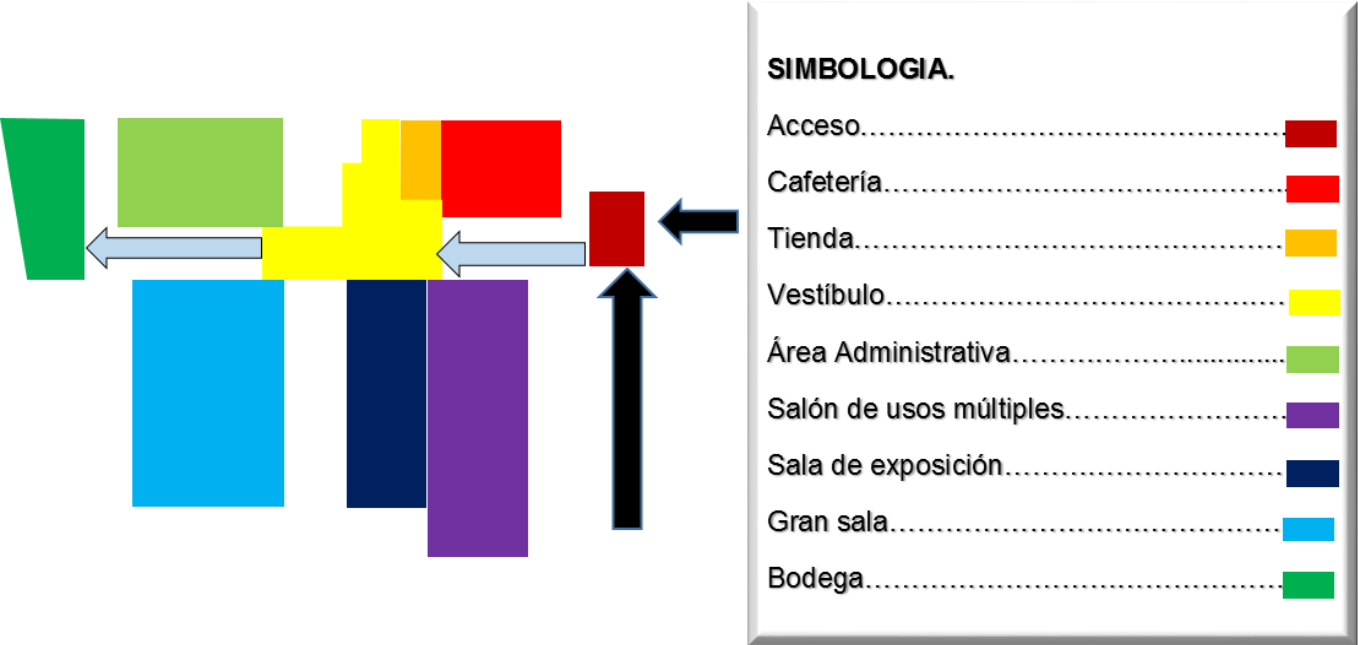 SIMBOLOGIA.
Acceso……………………………………………
Cafetería…………………………………………
Tienda……………………………………………
Vestíbulo…………………………………………
Área Administrativa………………...............
Salón de usos múltiples……………………
Sala de exposición…………………………
Gran sala……………………………………
Bodega………………………………………